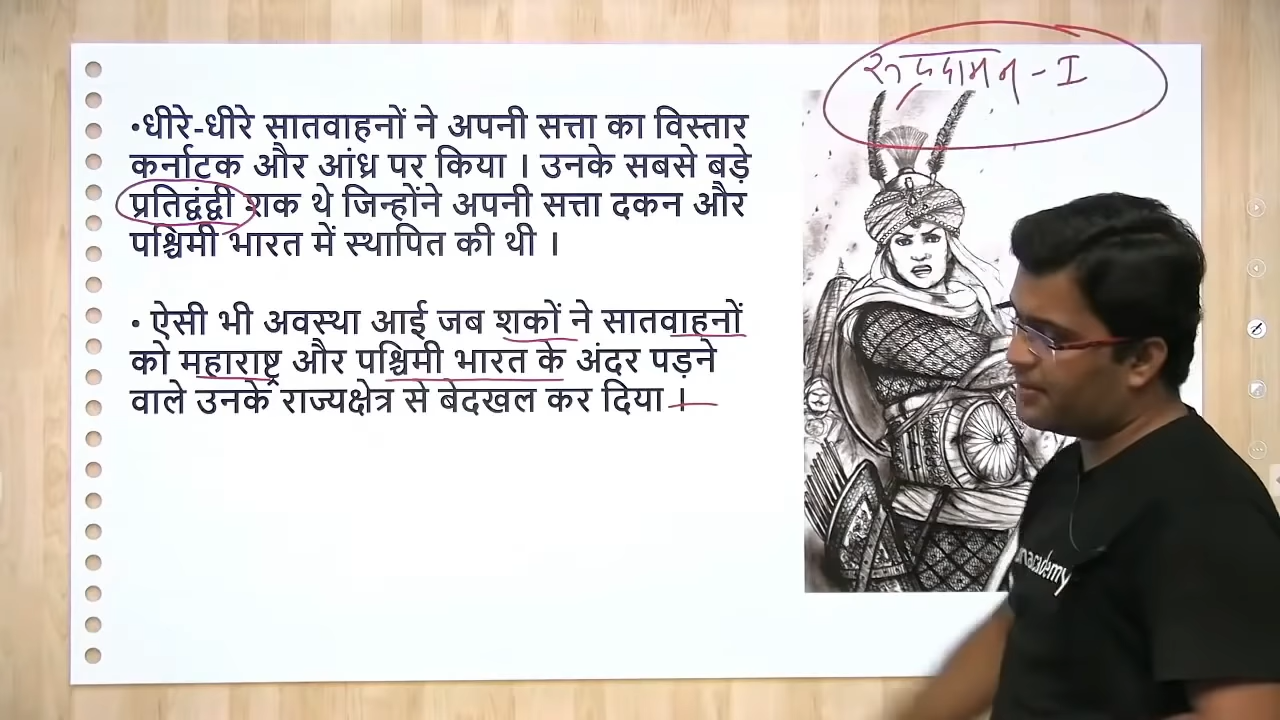 रुद्रदामन - I
•धीरे-धीरे सातवाहनों ने अपनी सत्ता का विस्तार
कर्नाटक और आंध्र पर किया । उनके सबसे बड़े
प्रतिद्वंद्वी शक थे जिन्होंने अपनी सत्ता दकन और
पश्चिमी भारत में स्थापित की थी ।
• ऐसी भी अवस्था आई जब शकों ने सातवाहनों
को महाराष्ट्र और पश्चिमी भारत के अंदर पड़ने
वाले उनके राज्यक्षेत्र से बेदखल कर दिया ।
unacademy